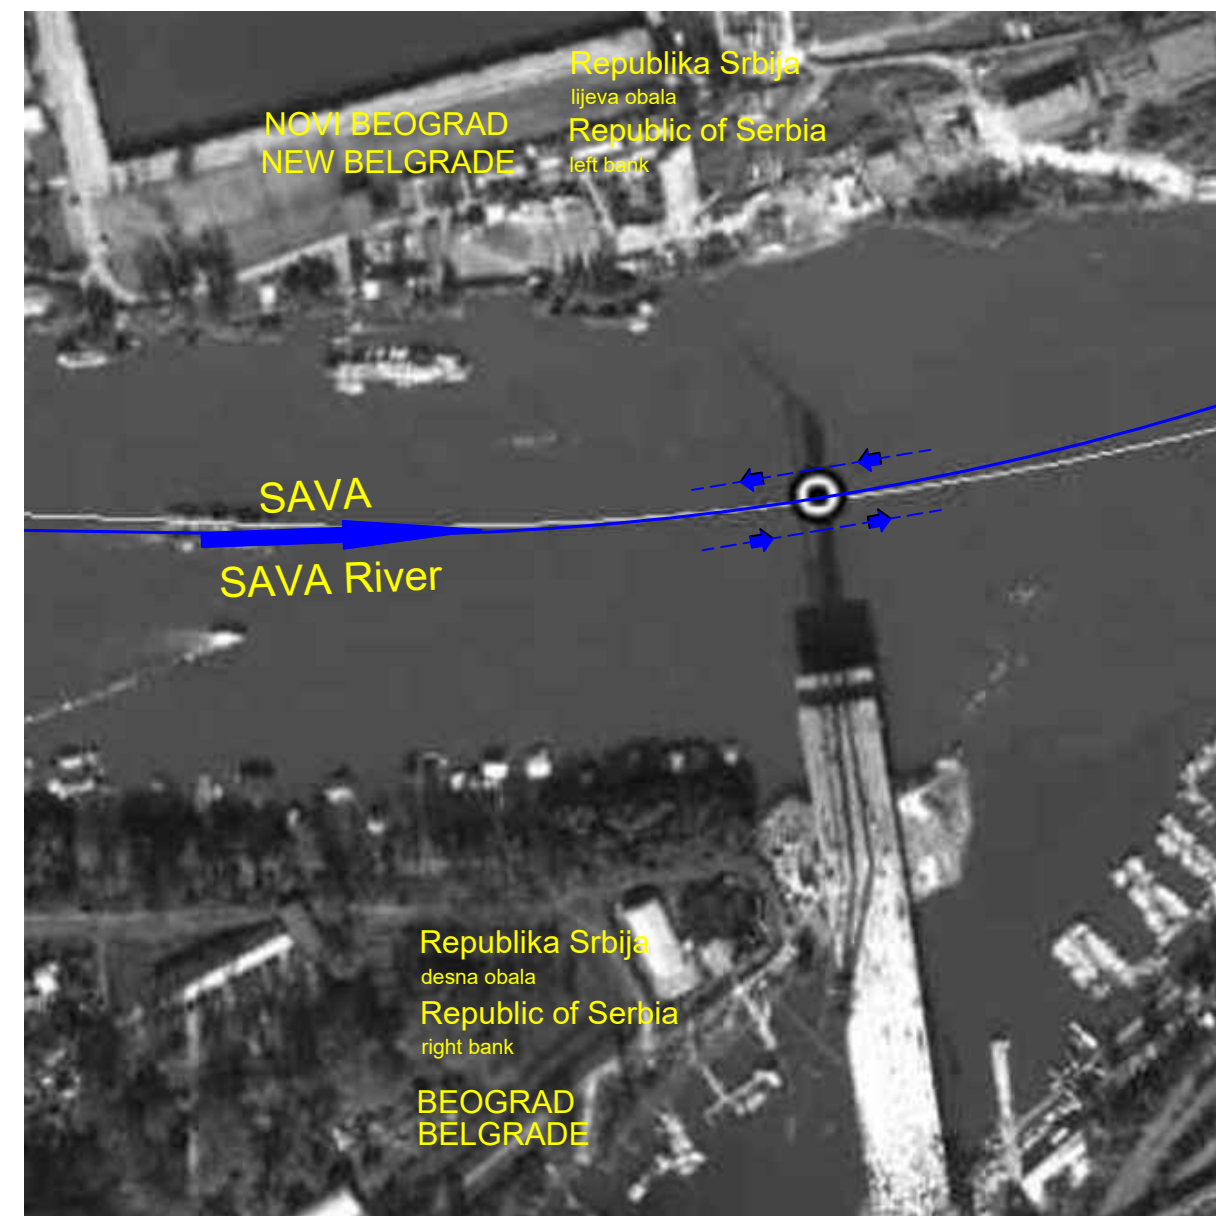 Republika Srbija
lijeva obala
NOVI BEOGRAD
Republic of Serbia
NEW BELGRADE
left bank
SAVA
SAVA River
Republika Srbija
desna obala
Republic of Serbia
right bank
BEOGRAD
BELGRADE